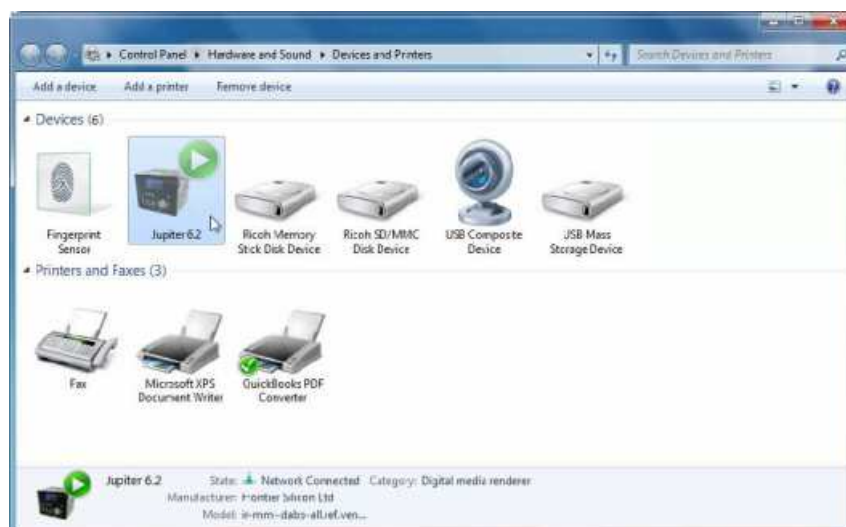 Control Panel ▸ Hardware and Sound ▸ Devices and Printers
Search Devices and Printers
Add a device Add a printer Remove device
Devices (6)
Fingerprint Sensor
Jupiter 6.2
Ricoh Memory Stick Disk Device
Ricoh SD/MMC Disk Device
USB Composite Device
USB Mass Storage Device
Printers and Faxes (3)
Fax
Microsoft XPS Document Writer
QuickBooks PDF Converter
Jupiter 6.2 State: Network Connected Category: Digital media renderer
Manufacturer: Frontier Silicon Ltd
Model: